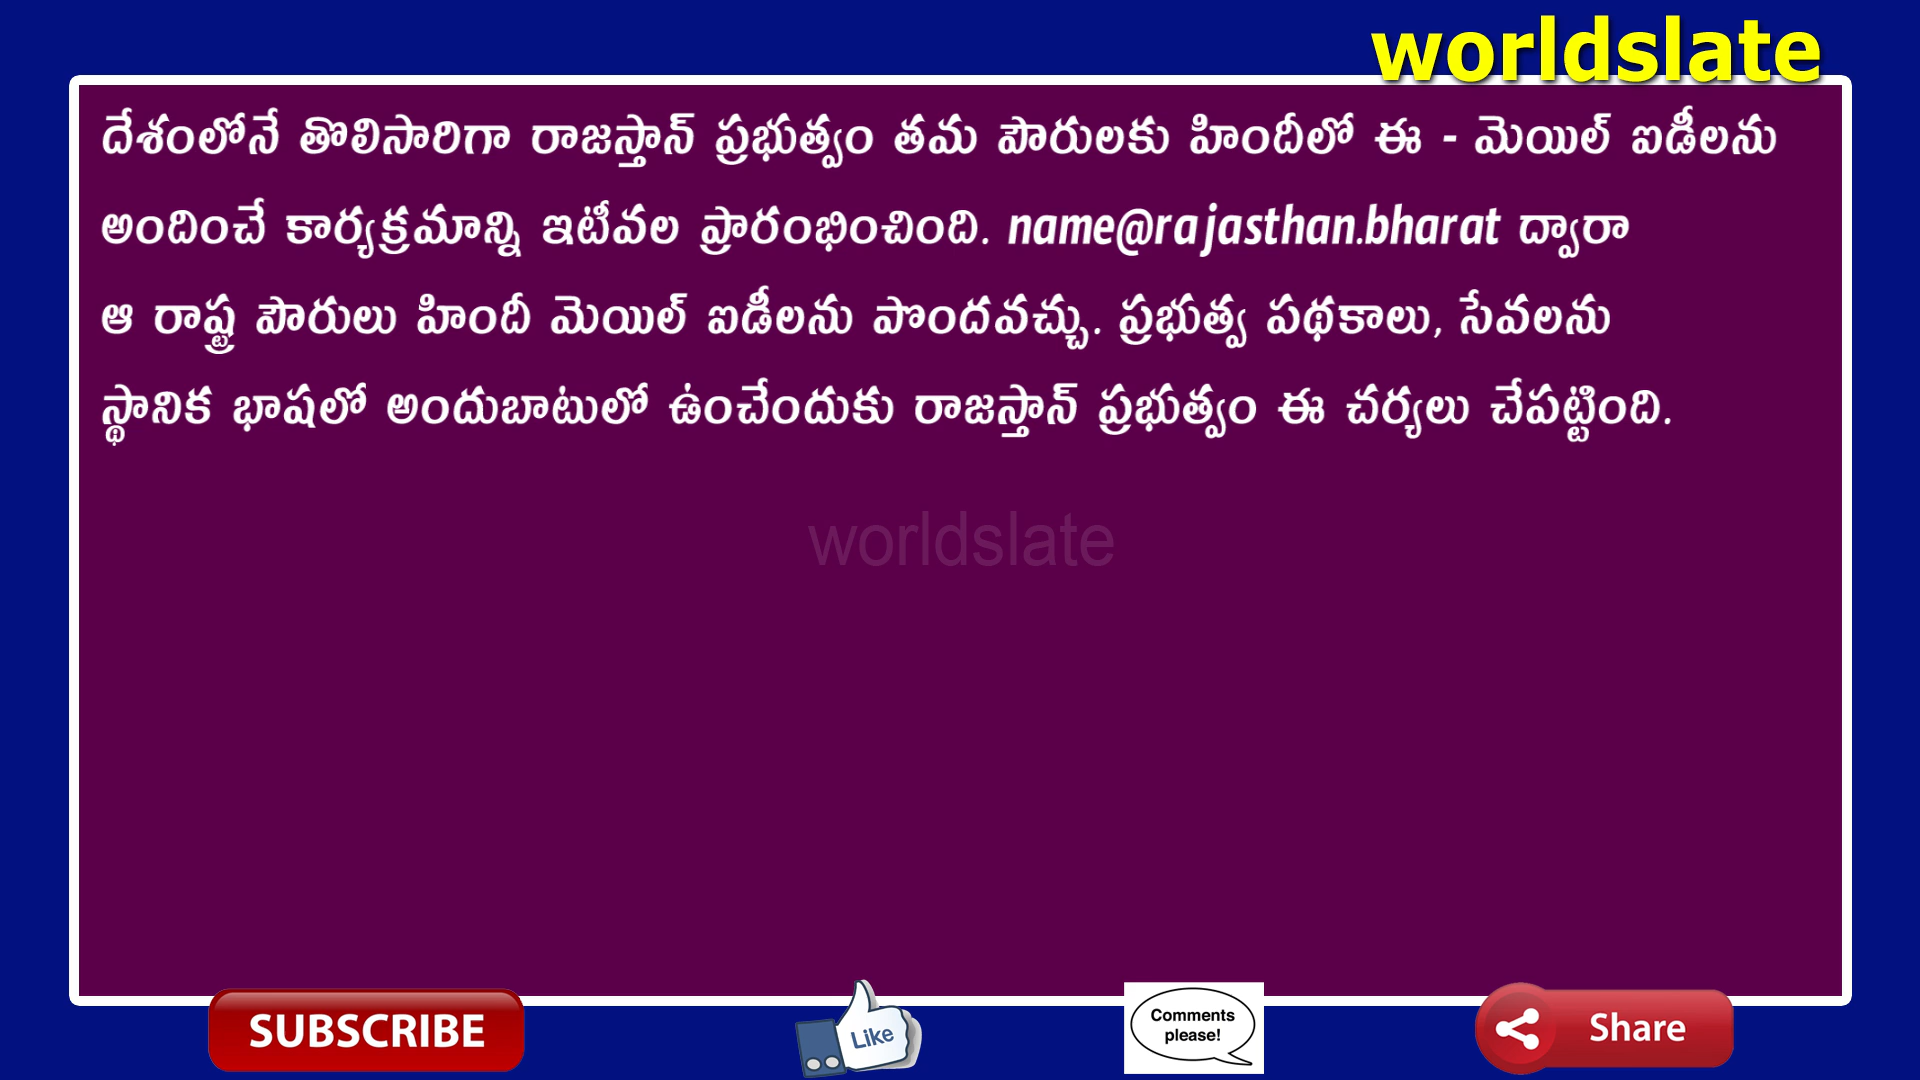 worldslate
దేశంలోనే తొలిసారిగా రాజస్తాన్ ప్రభుత్వం తమ పౌరులకు హిందీలో ఈ - మెయిల్ ఐడీలను
అందించే కార్యక్రమాన్ని ఇటీవల ప్రారంభించింది. name@rajasthan.bharat ద్వారా
ఆ రాష్ట్ర పౌరులు హిందీ మెయిల్ ఐడీలను పొందవచ్చు. ప్రభుత్వ పథకాలు, సేవలను
స్థానిక భాషలో అందుబాటులో ఉంచేందుకు రాజస్తాన్ ప్రభుత్వం ఈ చర్యలు చేపట్టింది.
worldslate
SUBSCRIBE
Like
Comments
please!
Share